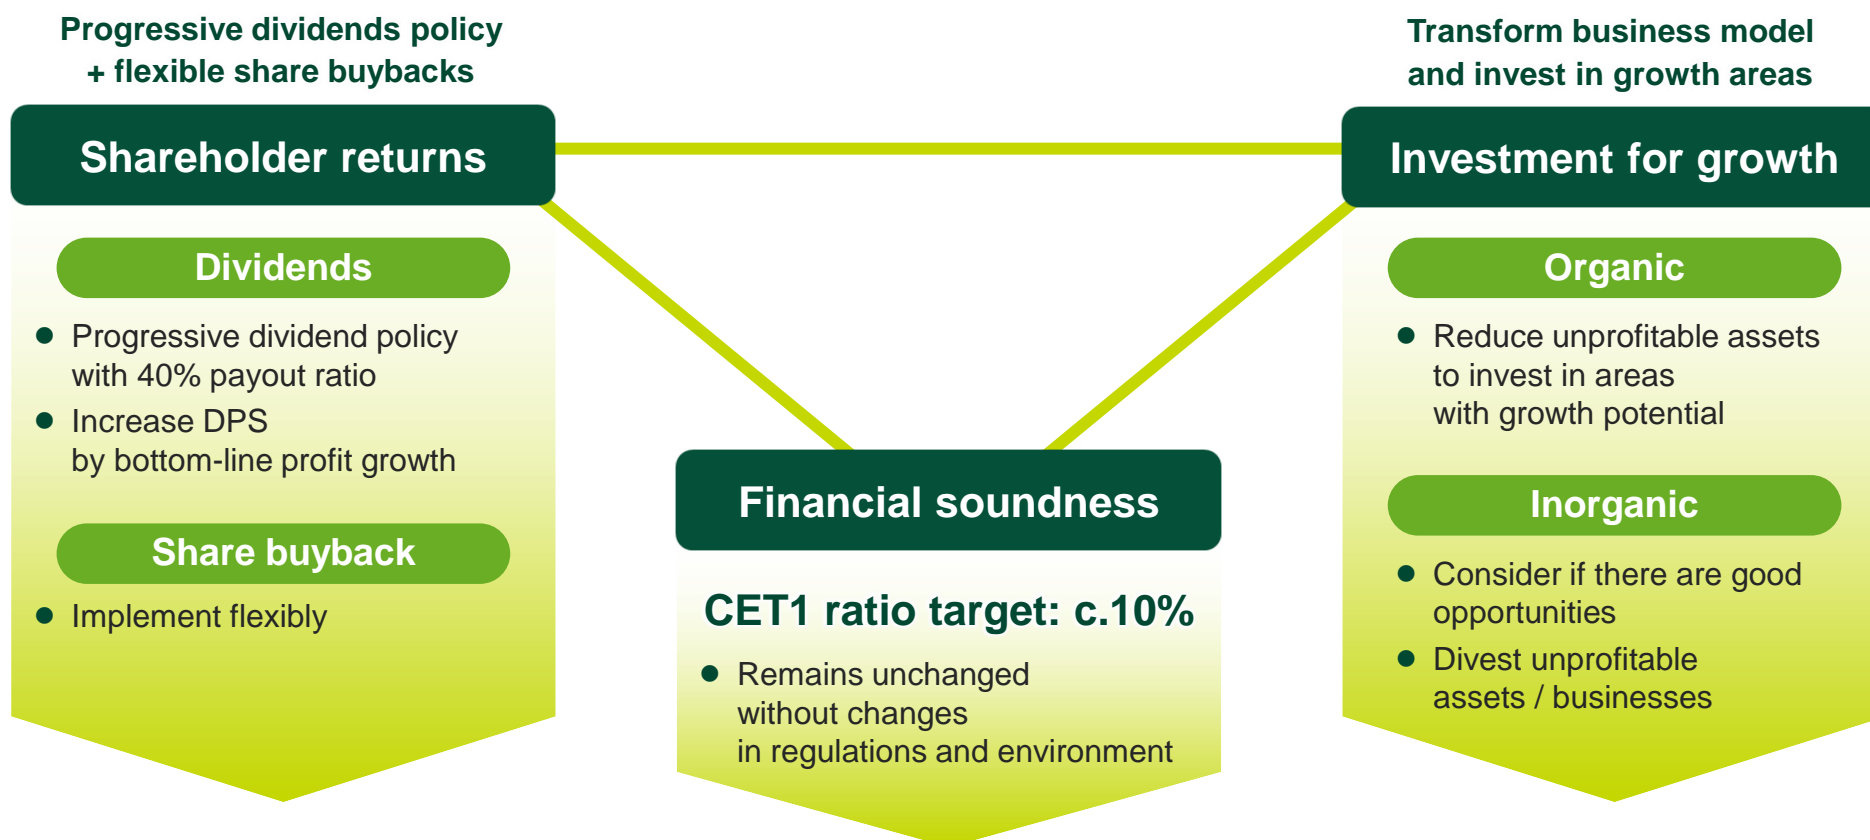 Progressive dividends policy
+ flexible share buybacks
Shareholder returns
Dividends
Progressive dividend policy
with 40% payout ratio
Increase DPS
by bottom-line profit growth
Share buyback
Implement flexibly
Financial soundness
CET1 ratio target: c.10%
Remains unchanged
without changes
in regulations and environment
Transform business model
and invest in growth areas
Investment for growth
Organic
Reduce unprofitable assets
to invest in areas
with growth potential
Inorganic
Consider if there are good
opportunities
Divest unprofitable
assets / businesses